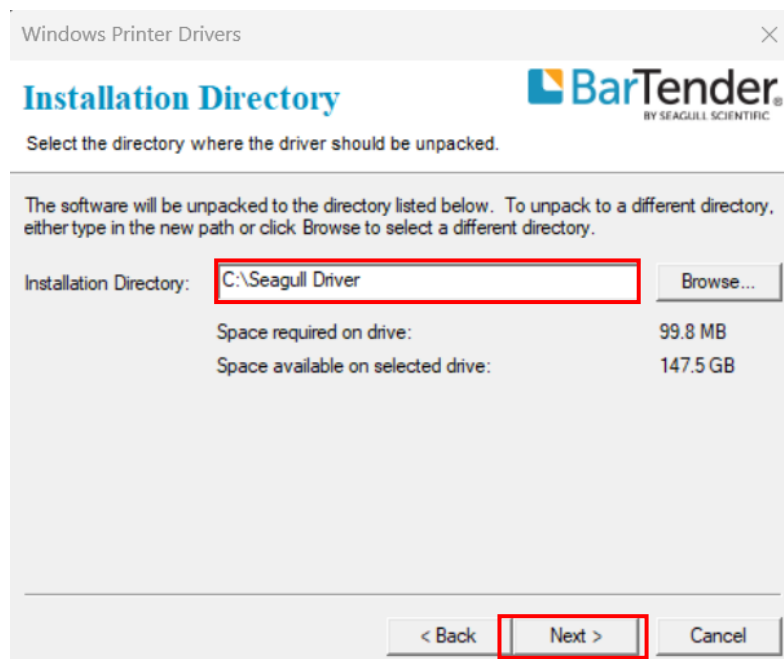 Windows Printer Drivers
Installation Directory
BarTender®
BY SEAGULL SCIENTIFIC
Select the directory where the driver should be unpacked.
The software will be unpacked to the directory listed below. To unpack to a different directory,
either type in the new path or click Browse to select a different directory.
Installation Directory: C:\Seagull Driver Browse...
Space required on drive: 99.8 MB
Space available on selected drive: 147.5 GB
< Back Next > Cancel